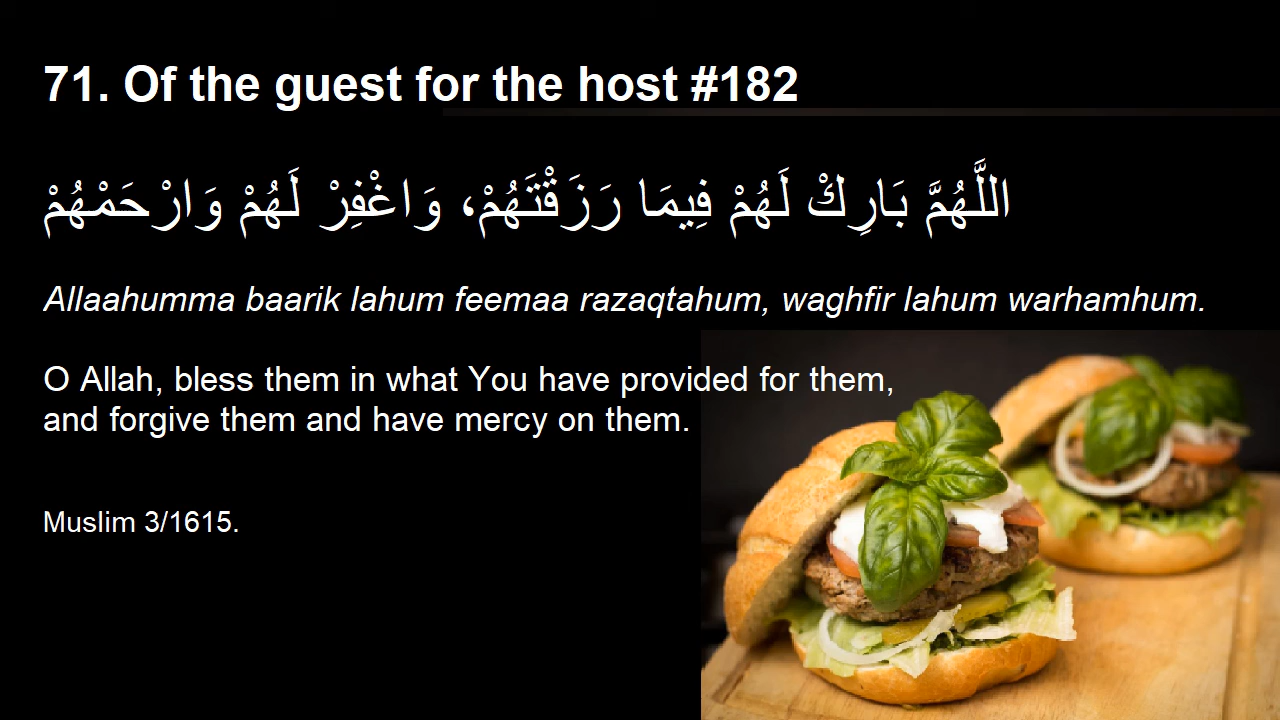 71. Of the guest for the host #182
اللَّهُمَّ بَارِكْ لَهُمْ فِيمَا رَزَقْتَهُمْ، وَاغْفِرْ لَهُمْ وَارْحَمْهُمْ
Allaahumma baarik lahum feemaa razaqtahum, waghfir lahum warhamhum.
O Allah, bless them in what You have provided for them,
and forgive them and have mercy on them.
Muslim 3/1615.